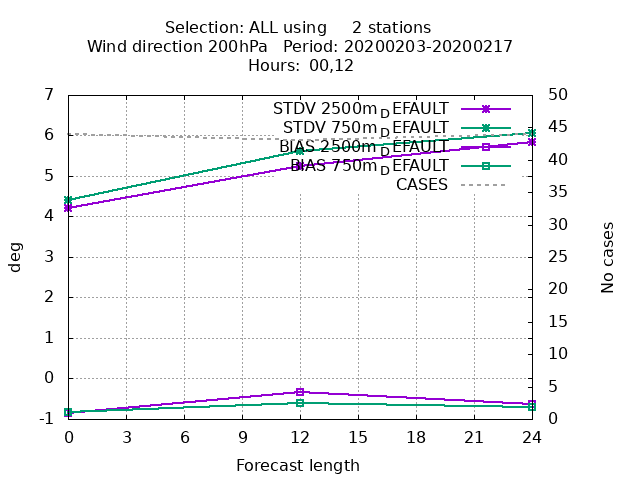 Selection: ALL using 2 stations
Wind direction 200hPa Period: 20200203-20200217
Hours: 00,12
7 50
STDV 2500m_DEFAULT
45
STDV 750m_DEFAULT
6
BIAS 2500m_DEFAULT
40
BIAS 750m_DEFAULT
5
CASES
35
4 30
deg
3 25
No cases
2 20
15
1
10
0
5
-1 0
0 3 6 9 12 15 18 21 24
Forecast length